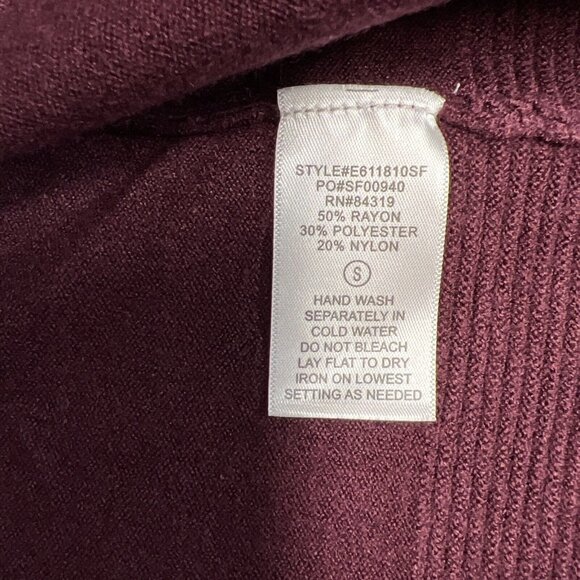 STYLE#E611810SF
PO#SF00940
RN#84319
50% RAYON
30% POLYESTER
20% NYLON
S
HAND WASH
SEPARATELY IN
COLD WATER
DO NOT BLEACH
LAY FLAT TO DRY
IRON ON LOWEST
SETTING AS NEEDED